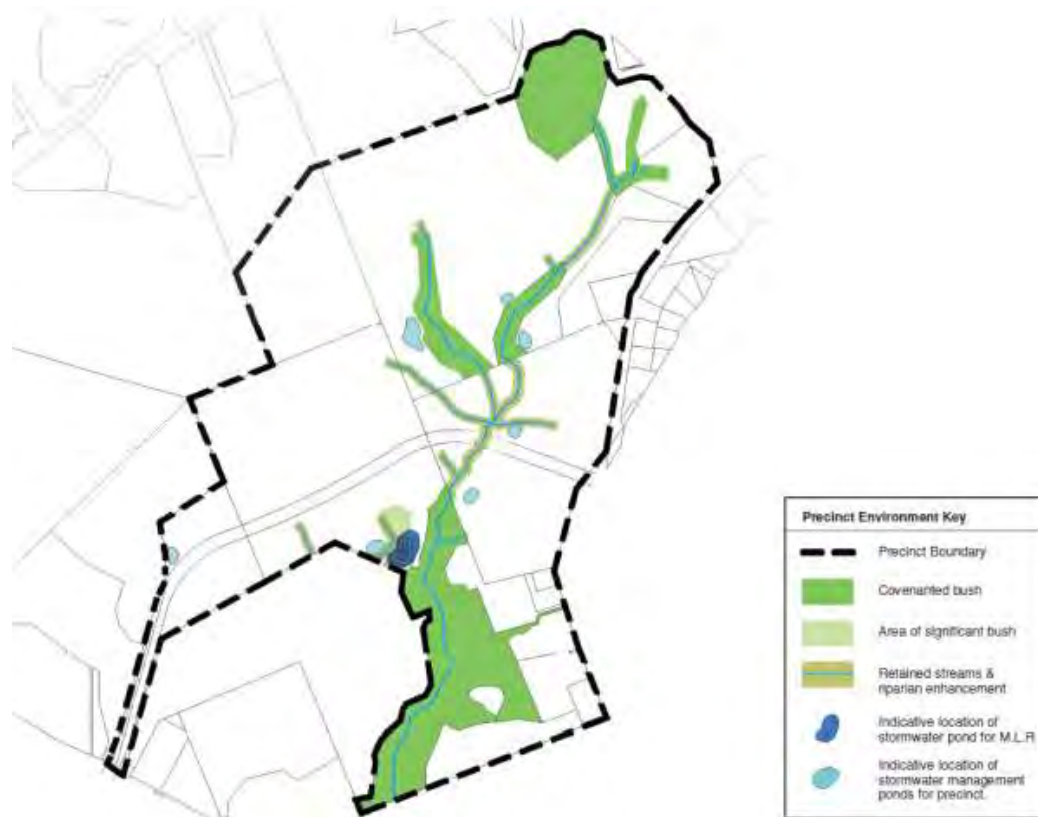 Precinct Environment Key
Precinct Boundary
Covenanted bush
Area of significant bush
Retained streams &
riparian enhancement
Indicative location of
stormwater pond for M.L.R
Indicative location of
stormwater management
ponds for precinct.